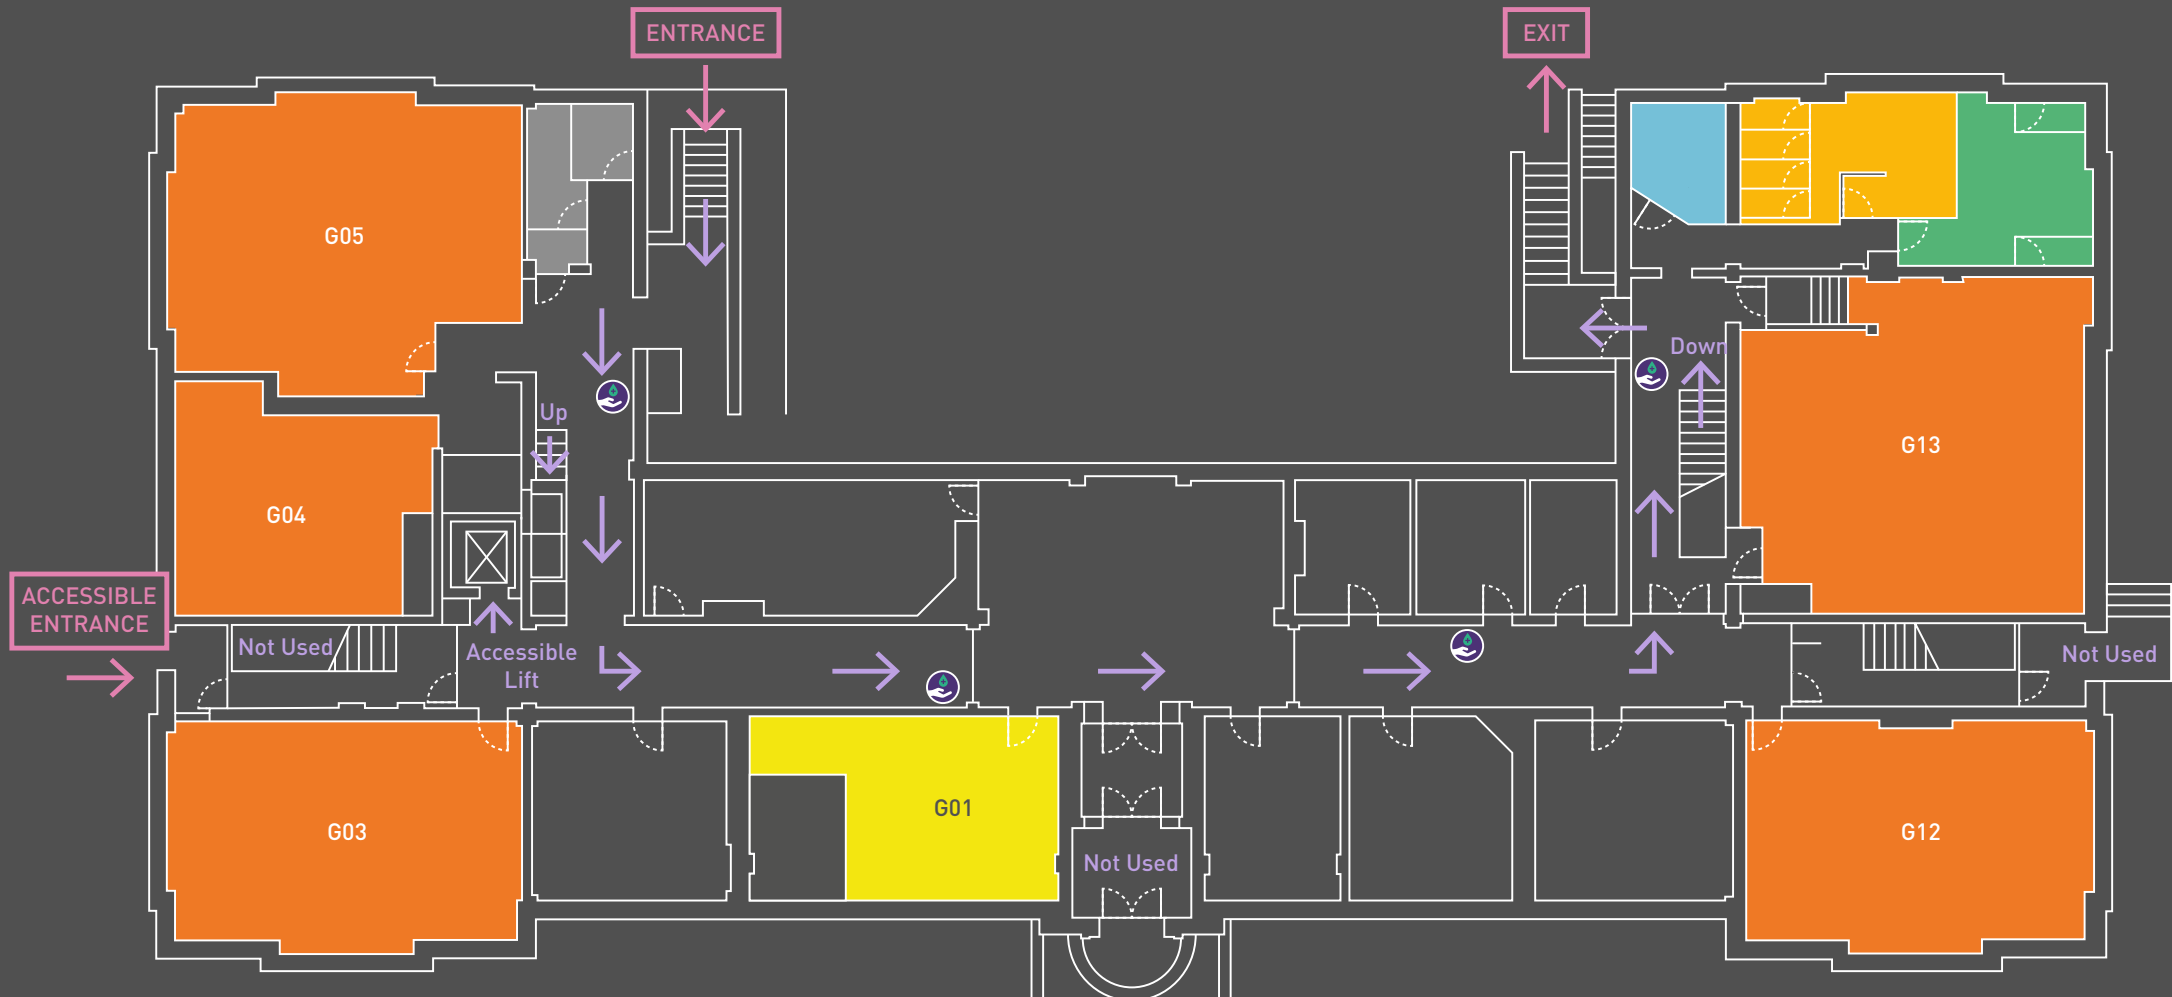 ENTRANCE
EXIT
G05
Down
Up
G13
G04
ACCESSIBLE
ENTRANCE
Not Used
Accessible
Lift
Not Used
G01
G03
Not Used
G12